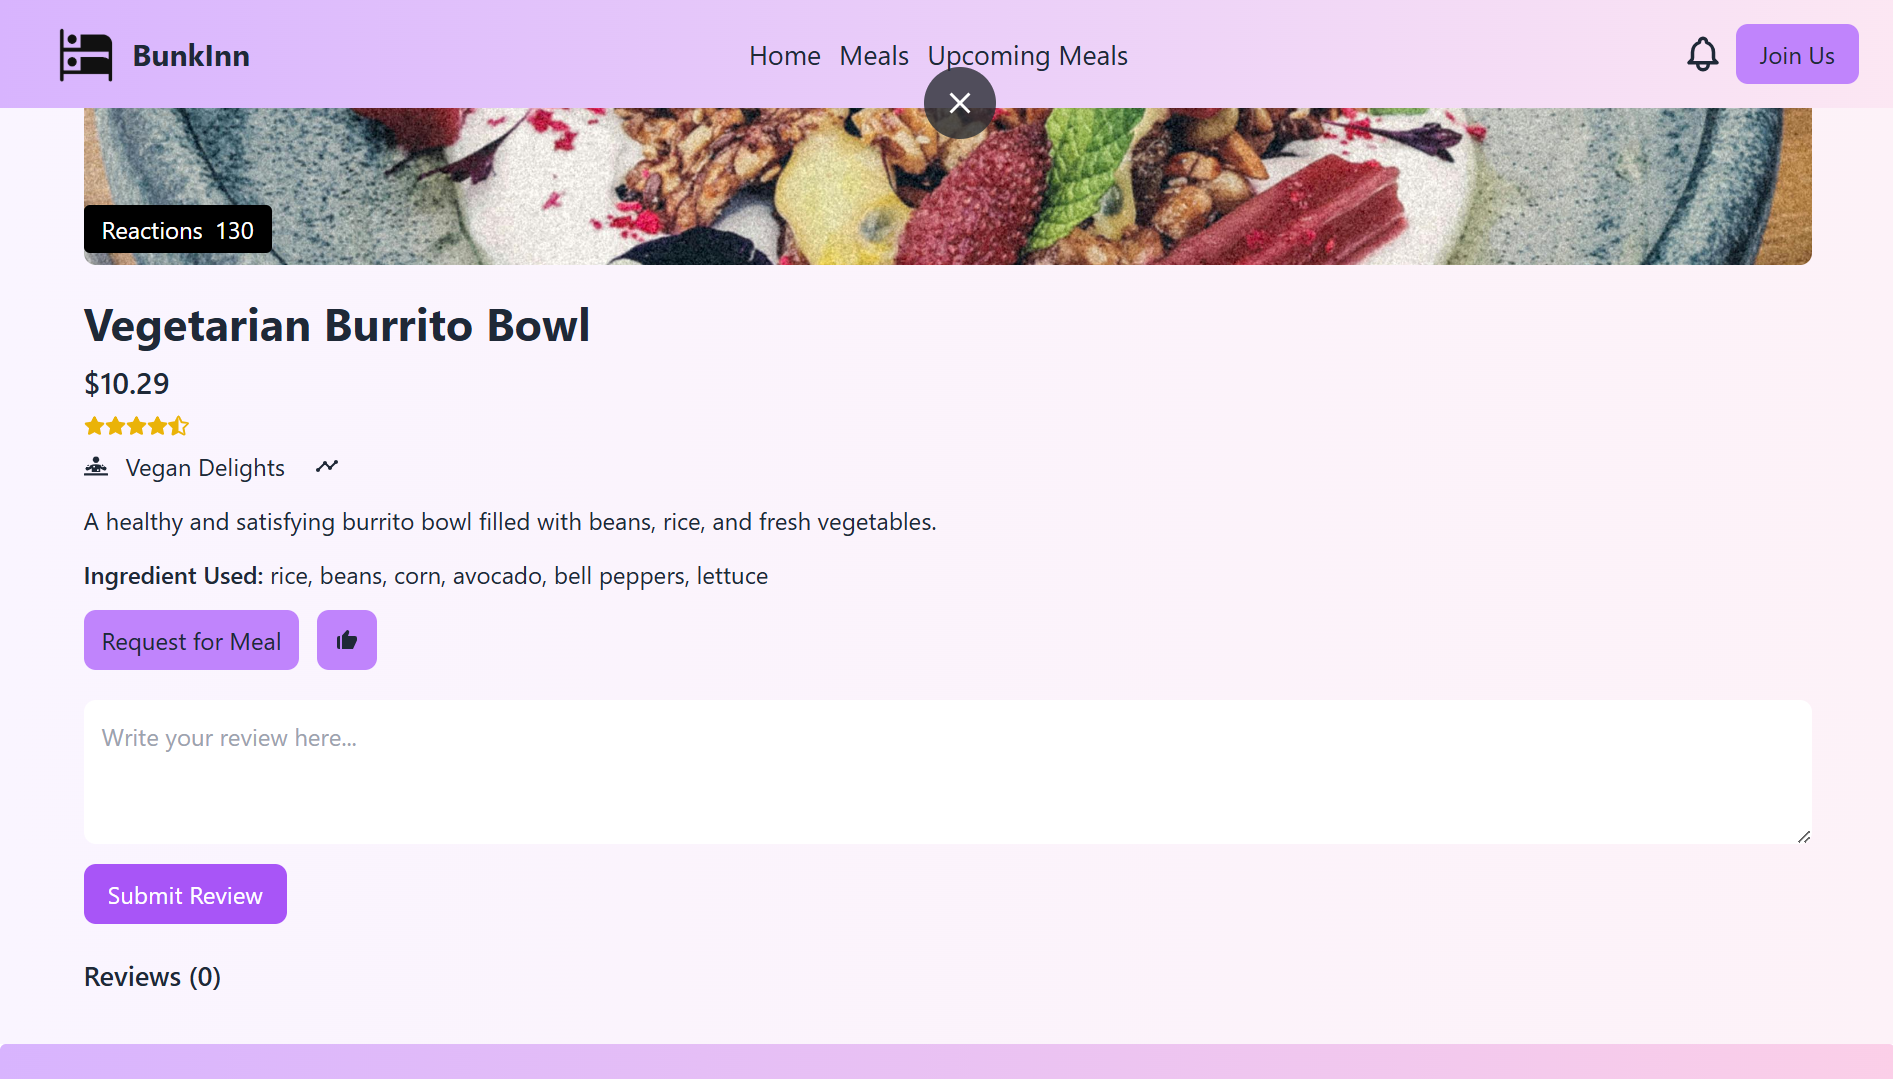 BunkInn
Home Meals Upcoming Meals
Join Us
Reactions 130
Vegetarian Burrito Bowl
$10.29
Vegan Delights
A healthy and satisfying burrito bowl filled with beans, rice, and fresh vegetables.
Ingredient Used: rice, beans, corn, avocado, bell peppers, lettuce
Request for Meal
Write your review here...
Submit Review
Reviews (0)